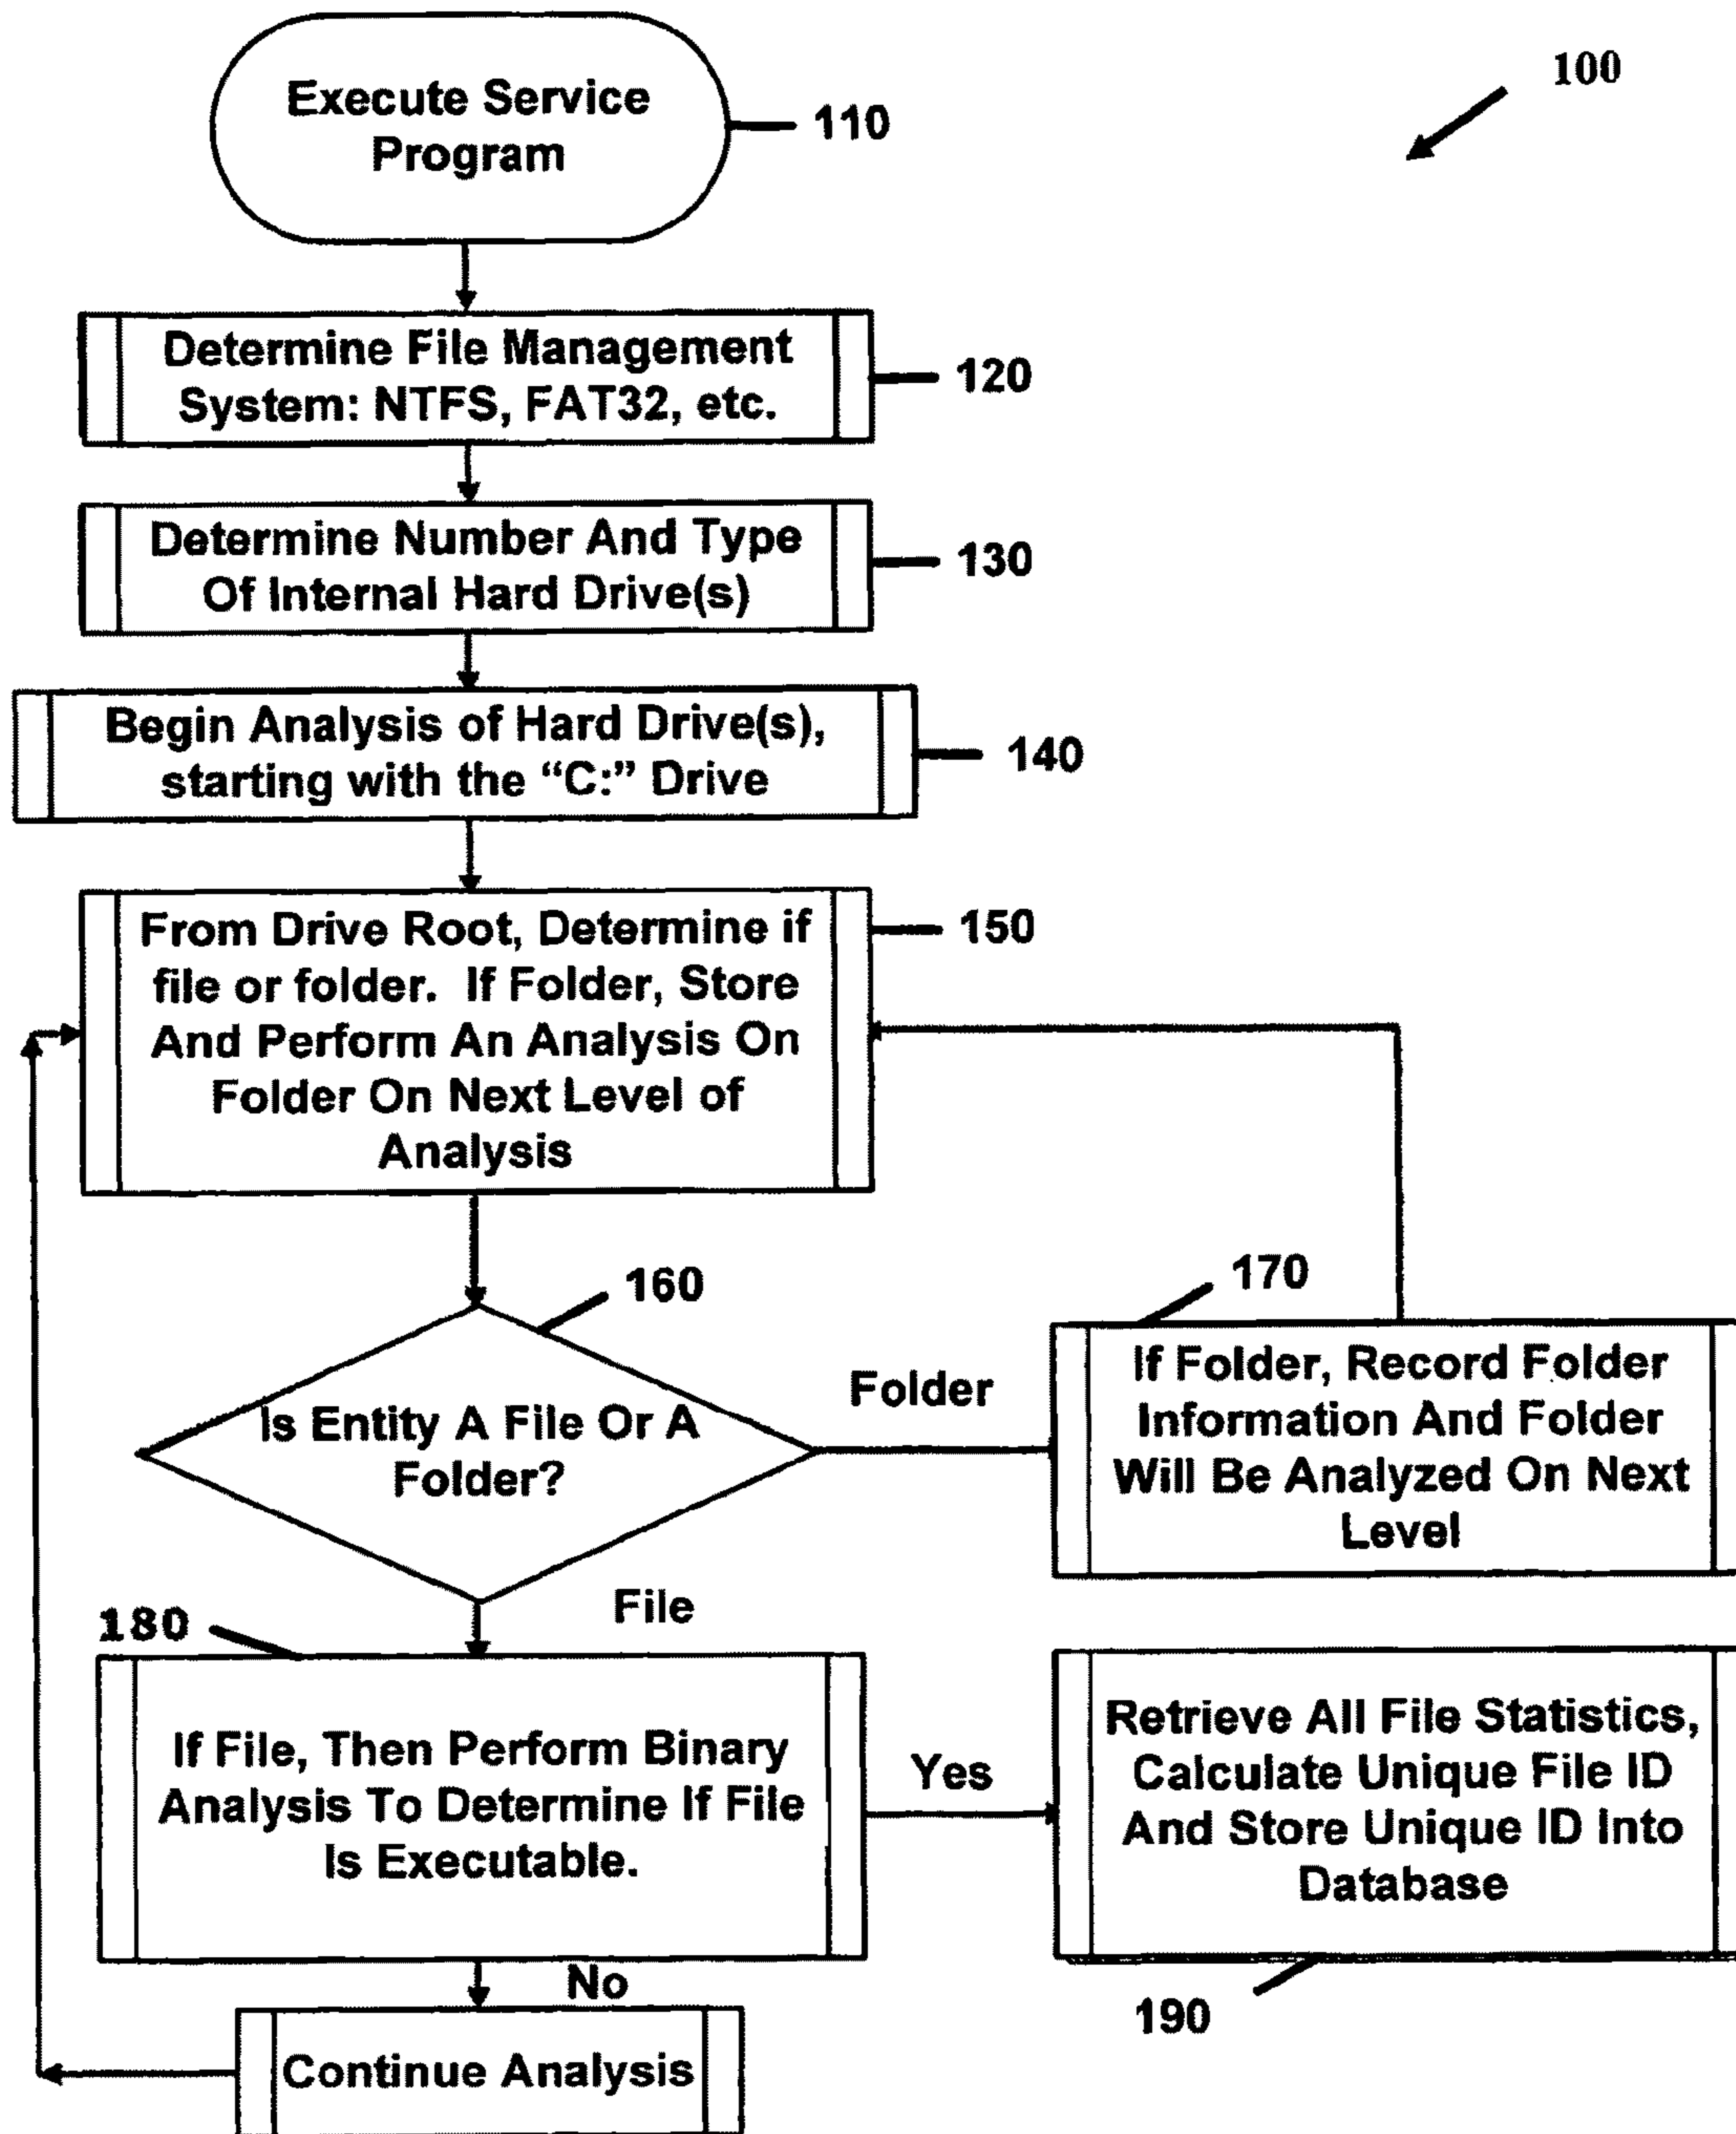 100
Execute Service
Program
110
Determine File Management
System: NTFS, FAT32, etc.
120
Determine Number And Type
Of Internal Hard Drive(s)
130
Begin Analysis of Hard Drive(s),
starting with the “C:” Drive
140
From Drive Root, Determine if
file or folder. If Folder, Store
And Perform An Analysis On
Folder On Next Level of
Analysis
150
160
Is Entity A File Or A
Folder?
Folder
170
If Folder, Record Folder
Information And Folder
Will Be Analyzed On Next
Level
File
180
If File, Then Perform Binary
Analysis To Determine If File
Is Executable.
Yes
Retrieve All File Statistics,
Calculate Unique File ID
And Store Unique ID Into
Database
190
No
Continue Analysis